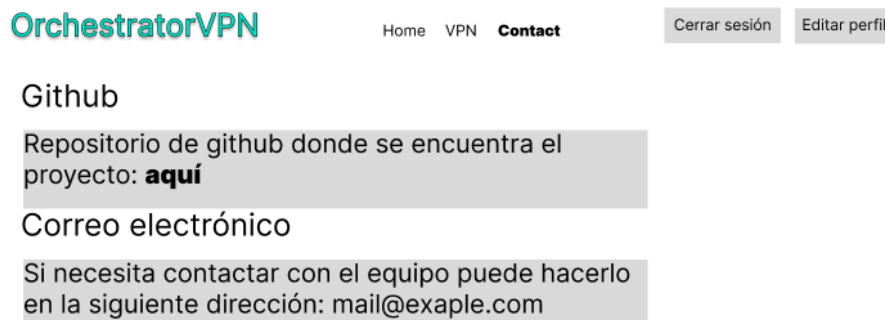 OrchestratorVPN
Home VPN Contact
Cerrar sesión
Editar perfil
Github
Repositorio de github donde se encuentra el
proyecto: aquí
Correo electrónico
Si necesita contactar con el equipo puede hacerlo
en la siguiente dirección: mail@exaple.com